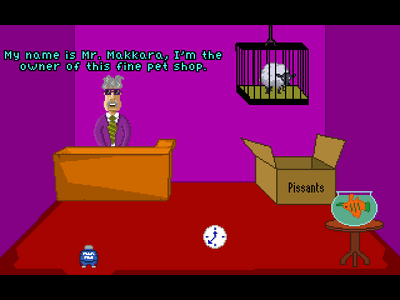 My name is Mr. Makkara, I'm the
owner of this fine pet shop.
Pissants